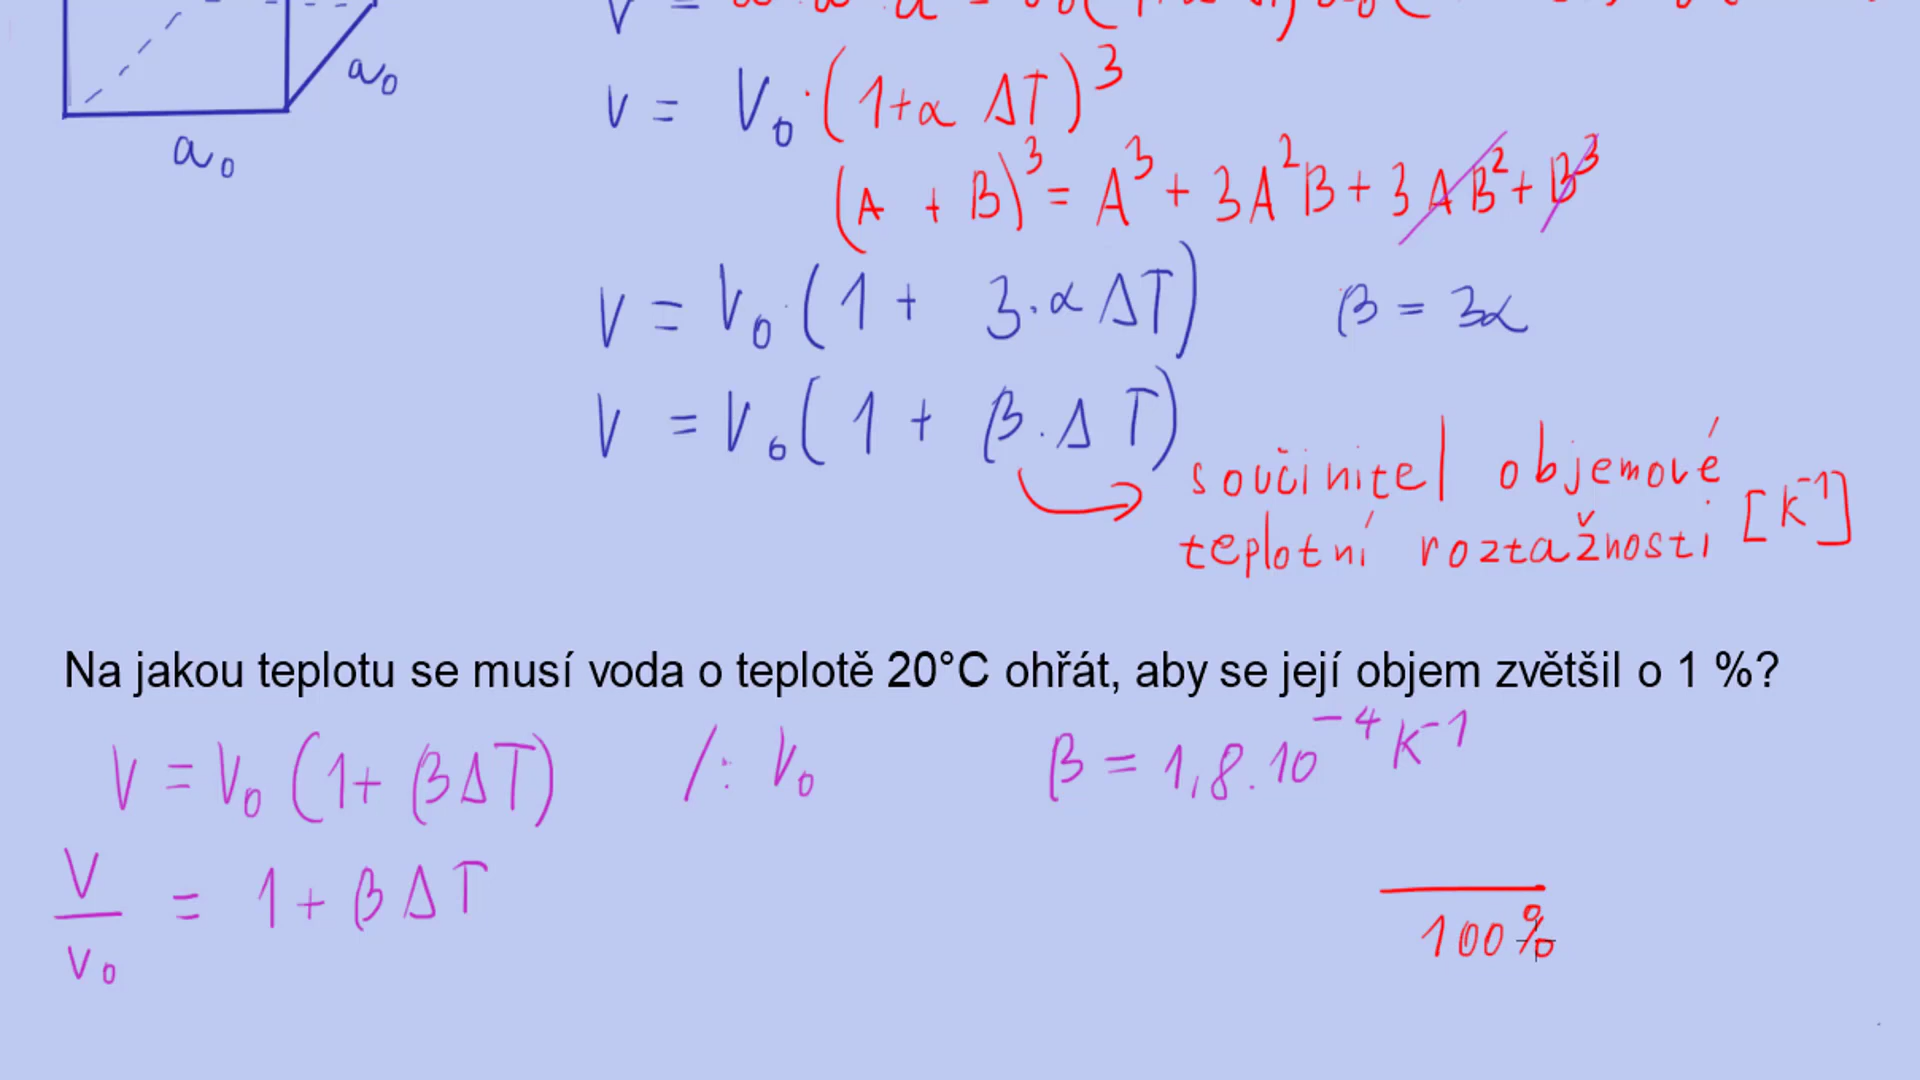 a₀
a₀
V = V₀·(1+α ΔT)³
(A + B)³ = A³ + 3A²B + 3AB² + B³
V = V₀·(1 + 3·α ΔT) β = 3α
V = V₀(1 + β·Δ T)
součinitel objemové
teplotní roztažnosti [K⁻¹]
Na jakou teplotu se musí voda o teplotě 20°C ohřát, aby se její objem zvětšil o 1 %?
V = V₀ (1+ βΔT) /: V₀ β = 1,8.10⁻⁴ K⁻¹
V/V₀ = 1 + β Δ T
100%